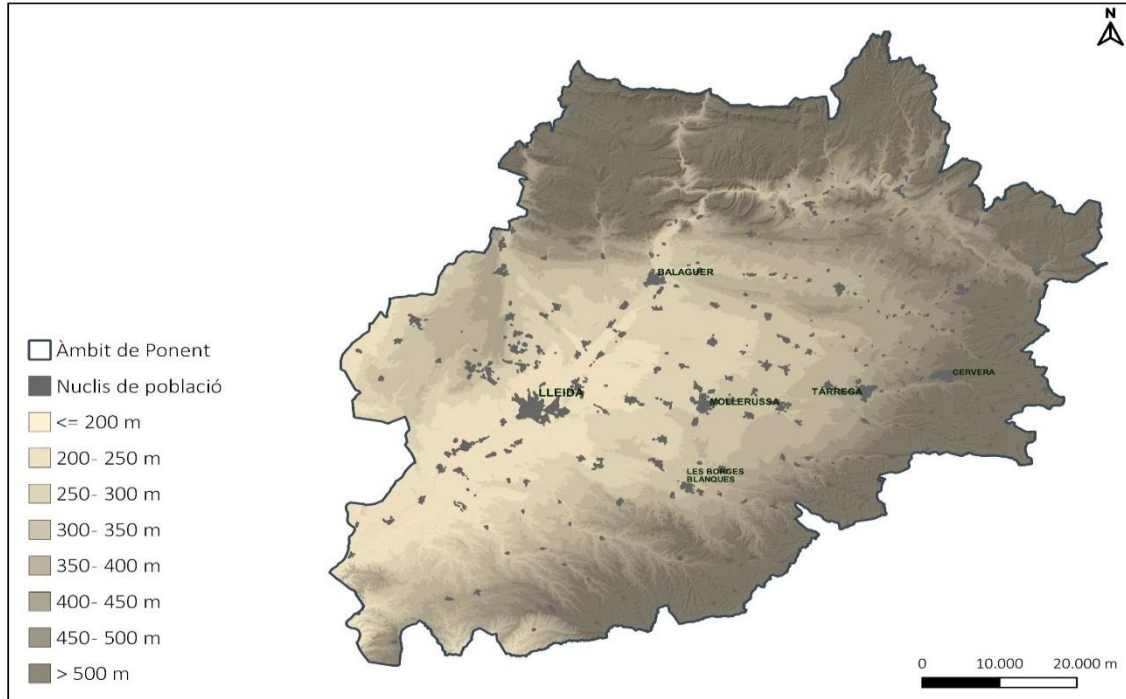 N
BALAGUER
CERVERA
LLEIDA
TÀRREGA
MOLLERUSSA
LES BORGES
BLANQUES
Àmbit de Ponent
Nuclis de població
<= 200 m
200- 250 m
250- 300 m
300- 350 m
350- 400 m
400- 450 m
450- 500 m
> 500 m
0 10.000 20.000 m